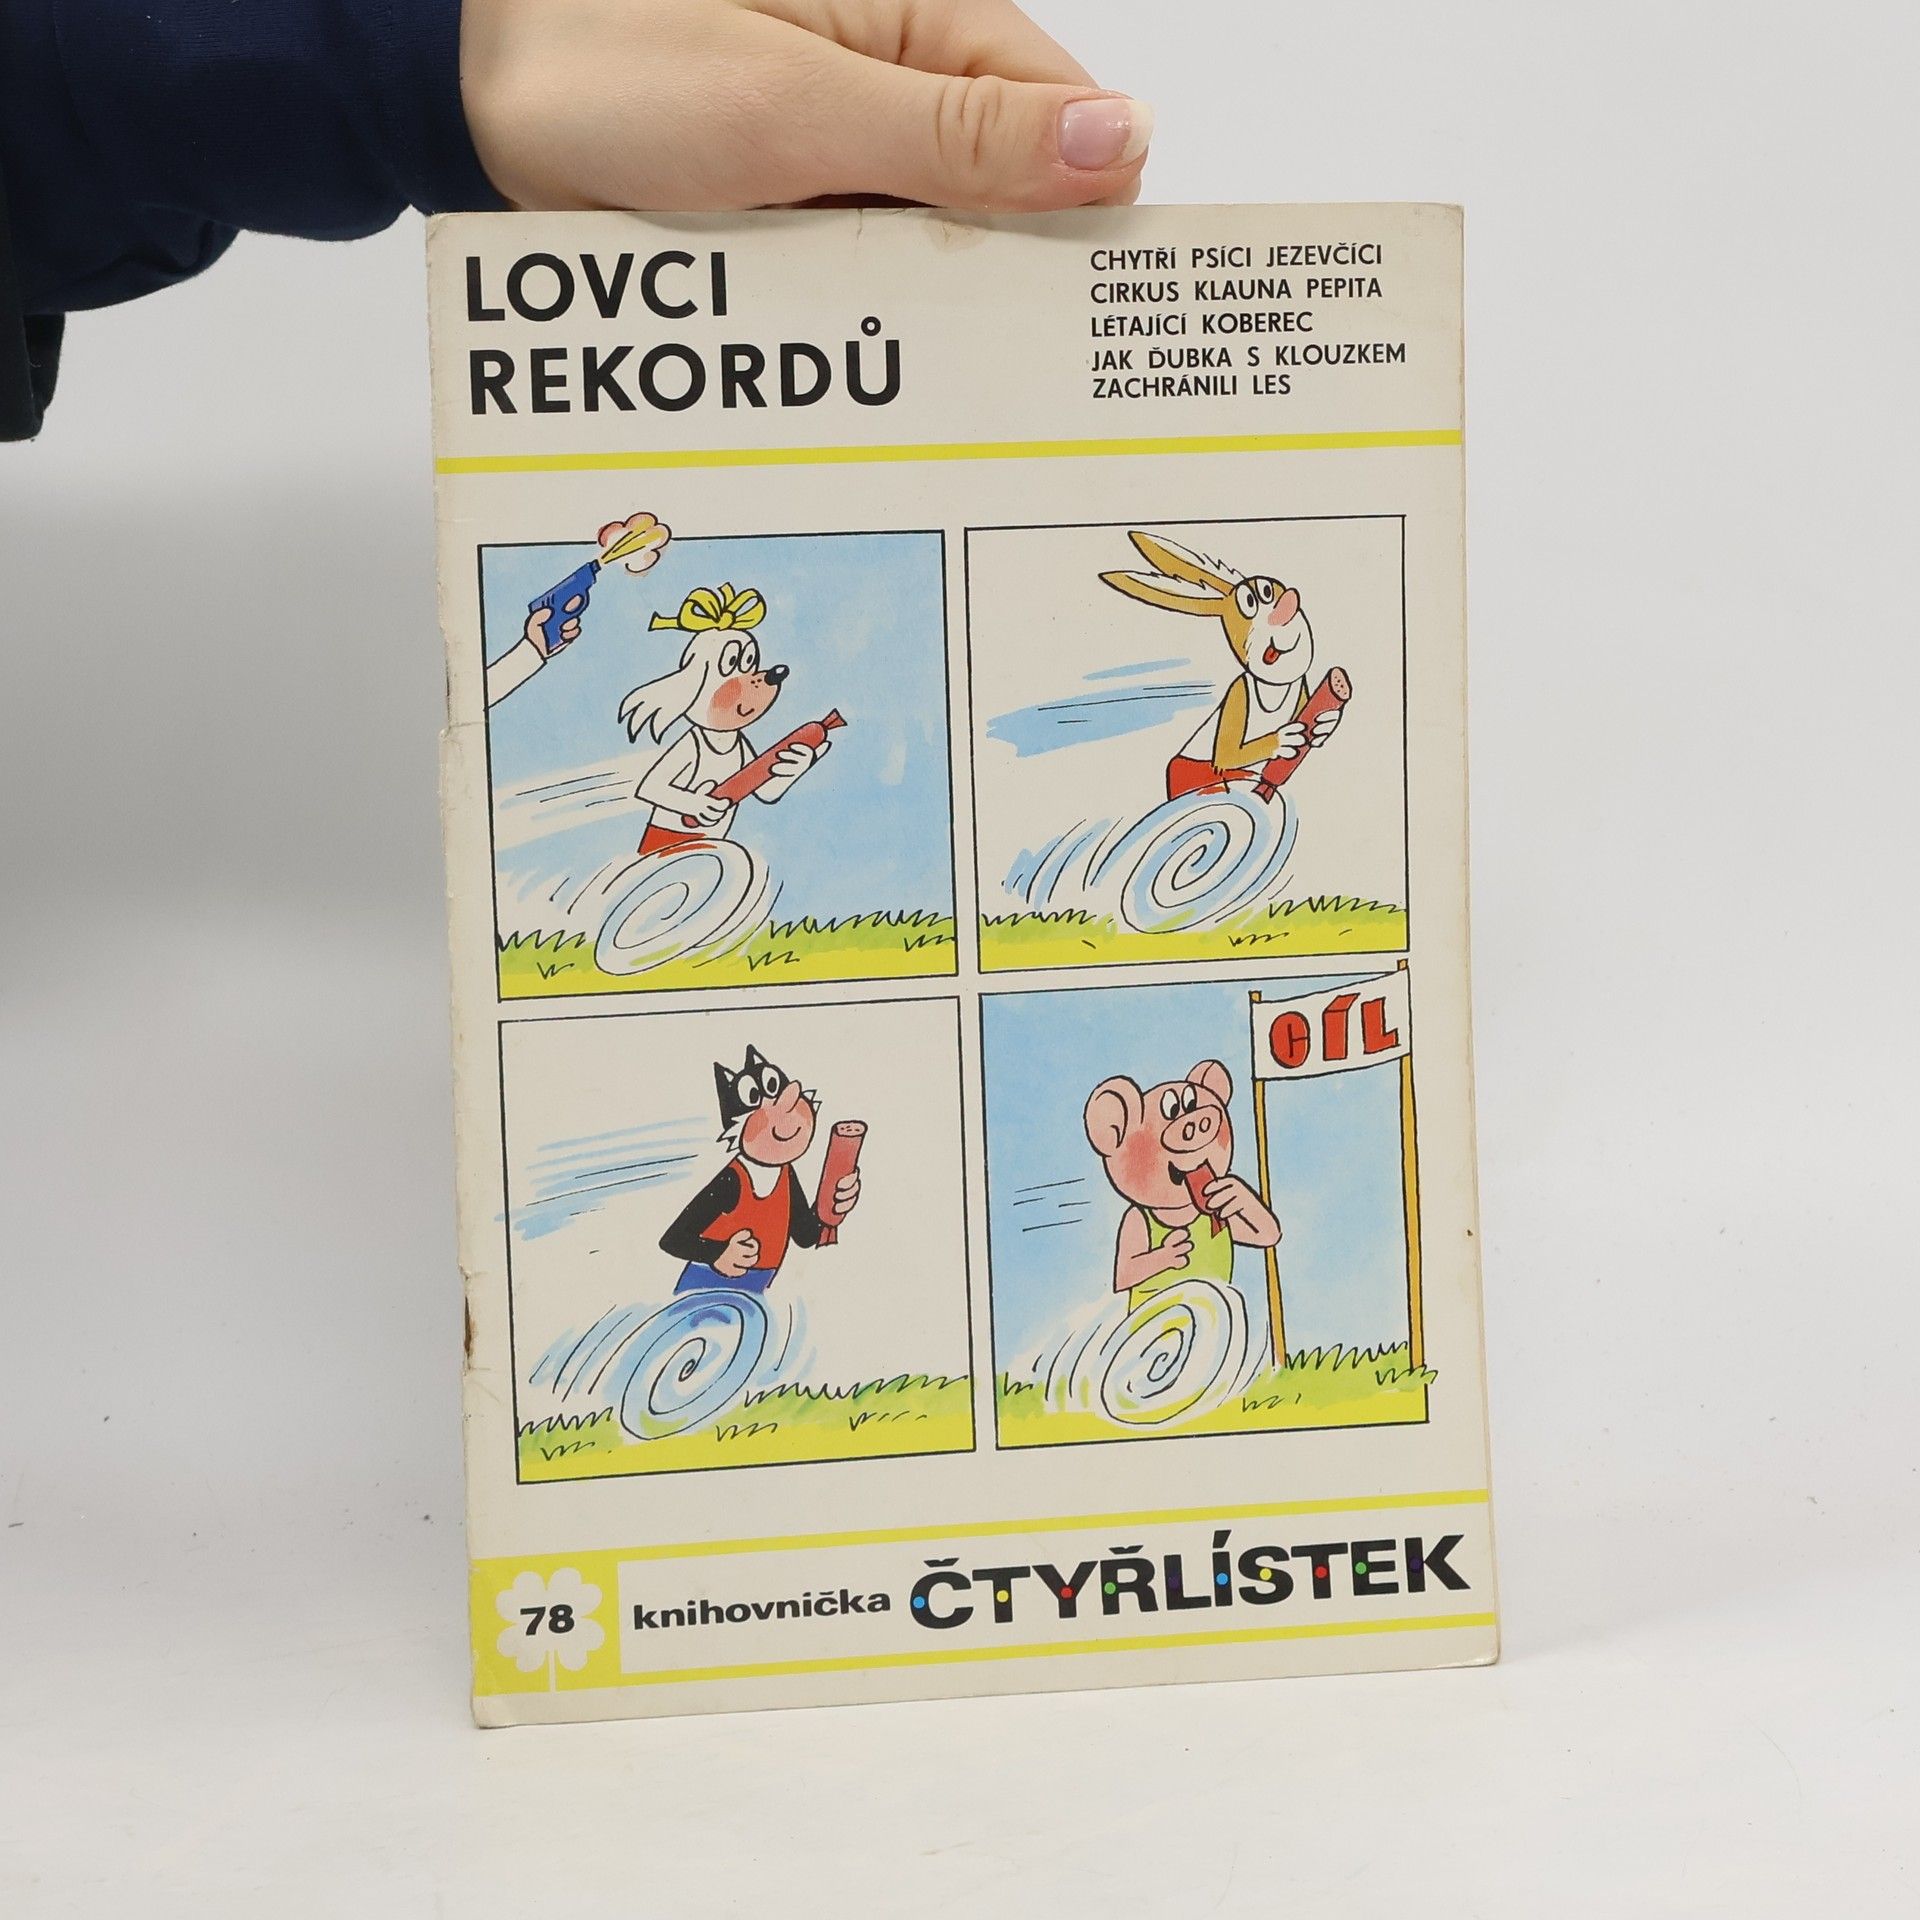 LOVCI
REKORDŮ
CHYTŘÍ PSÍCI JEZEVČÍCI
CIRKUS KLAUNA PEPITA
LÉTAJÍCÍ KOBEREC
JAK ĎUBKA S KLOUZKEM
ZACHRÁNILI LES
CÍL
78
knihovnička ČTYŘLÍSTEK